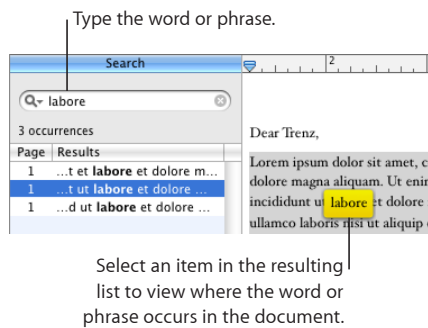 Type the word or phrase.
Search
2
labore
3 occurrences
Page Results
1 ...t et labore et dolore m...
1 ...t ut labore et dolore ...
1 ...d ut labore et dolore ...
Dear Trenz,
Lorem ipsum dolor sit amet, c
dolore magna aliquam. Ut enim
incididunt ut labore et dolore
ullamco laboris nisi ut aliquip
Select an item in the resulting
list to view where the word or
phrase occurs in the document.